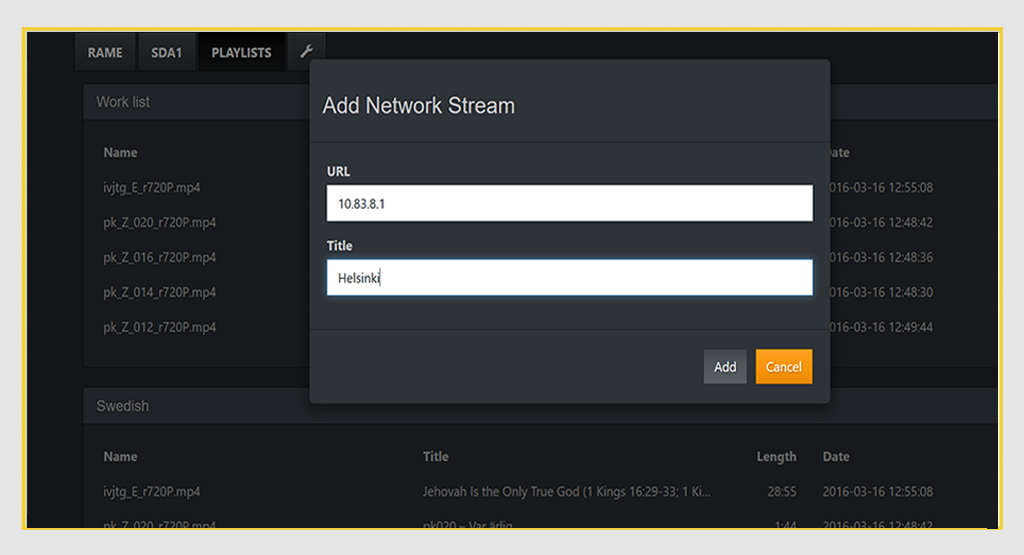 RAME SDA1 PLAYLISTS
Add Network Stream
Work list
URL
Name
ate
10.83.8.1
ivjtg_E_r720P.mp4 2016-03-16 12:55:08
pk_Z_020_r720P.mp4 016-03-16 12:48:42
Title
pk_Z_016_r720P.mp4 016-03-16 12:48:36
Helsinki
pk_Z_014_r720P.mp4 016-03-16 12:48:30
pk_Z_012_r720P.mp4 016-03-16 12:49:44
Add Cancel
Swedish
Name Title Length Date
ivjtg_E_r720P.mp4 Jehovah Is the Only True God (1 Kings 16:29-33; 1 Ki... 28:55 2016-03-16 12:55:08
pk_Z_020_r720P.mp4 pk020 – Var ärlig 1:44 2016-03-16 12:48:42